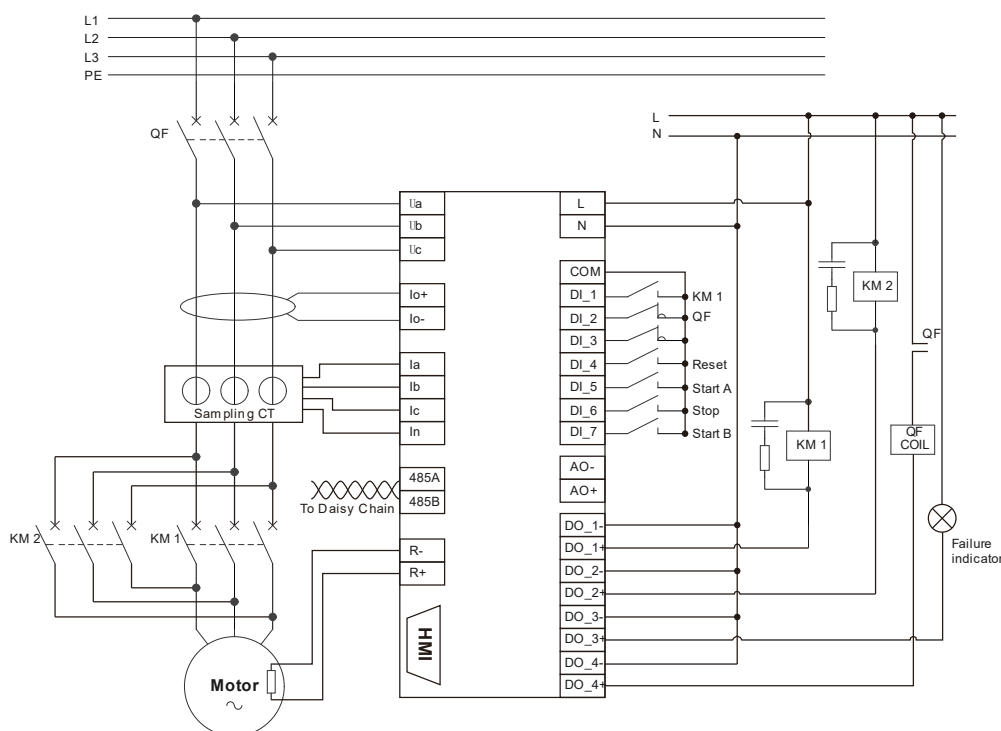 L1
L2
L3
PE
QF
L
N
Ua
Ub
Uc
Io+
Io-
Ia
Ib
Ic
In
485A
485B
R-
R+
HMI
L
N
COM
DI_1
DI_2
DI_3
DI_4
DI_5
DI_6
DI_7
AO-
AO+
DO_1-
DO_1+
DO_2-
DO_2+
DO_3-
DO_3+
DO_4-
DO_4+
KM 1
QF
Reset
Start A
Stop
Start B
Sampling CT
To Daisy Chain
KM 2
KM 1
Motor
KM 2
KM 1
QF
QF
COIL
Failure
indicator